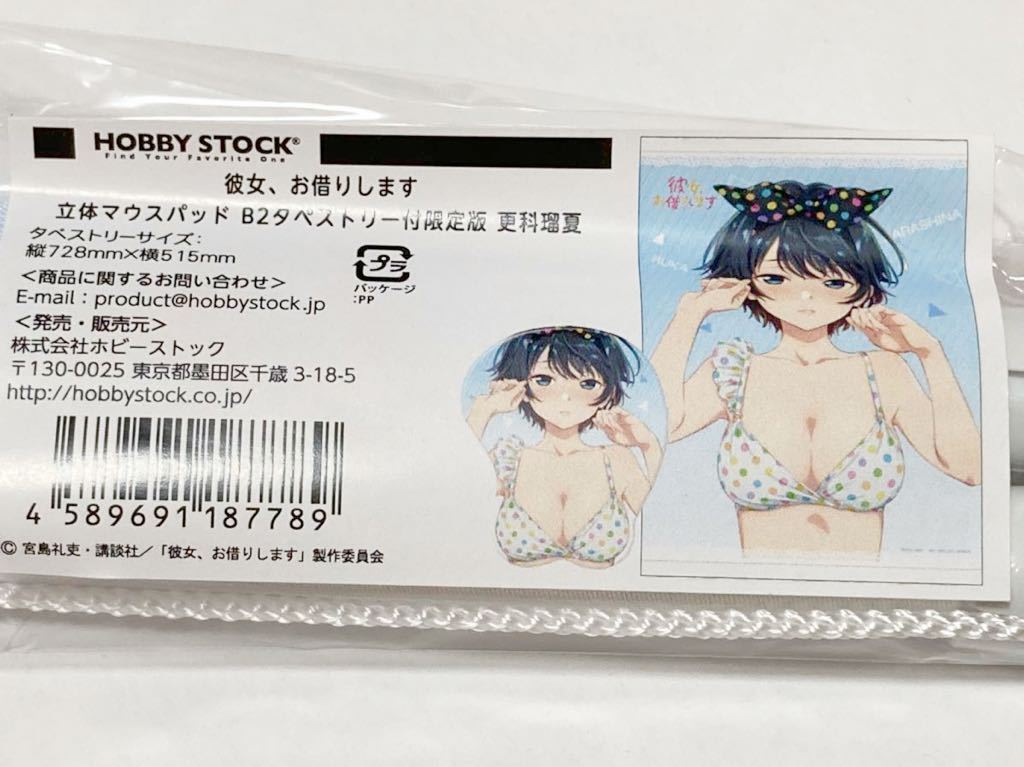 HOBBY STOCK®
Find Your Favorite One
彼女、お借りします
立体マウスパッド B2タペストリー付限定版 更科瑠夏
タペストリーサイズ:
縦728mm×横515mm
プラ
パッケージ
:PP
<商品に関するお問い合わせ>
E-mail：product@hobbystock.jp
<発売・販売元>
株式会社ホビーストック
〒130-0025 東京都墨田区千歳 3-18-5
http://hobbystock.co.jp/
4 589691 187789
© 宮島礼吏・講談社／「彼女、お借りします」製作委員会
彼女、
お借りします
RUKA
SARASHINA